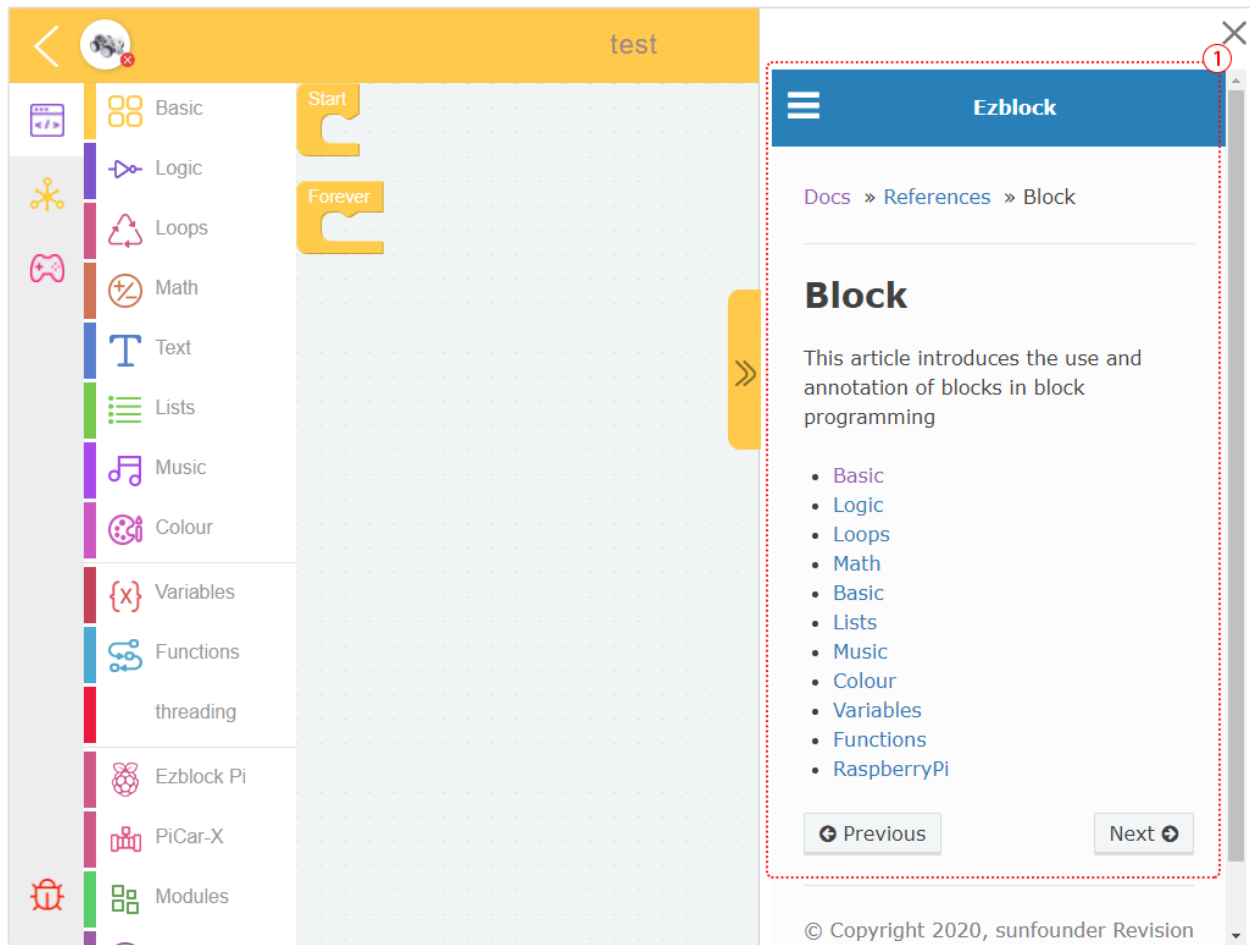 test
1
Basic
Logic
Loops
Math
Text
Lists
Music
Colour
Variables
Functions
threading
Ezblock Pi
PiCar-X
Modules
Start
Forever
Ezblock
Docs » References » Block
Block
This article introduces the use and
annotation of blocks in block
programming
• Basic
• Logic
• Loops
• Math
• Basic
• Lists
• Music
• Colour
• Variables
• Functions
• RaspberryPi
Previous Next
© Copyright 2020, sunfounder Revision